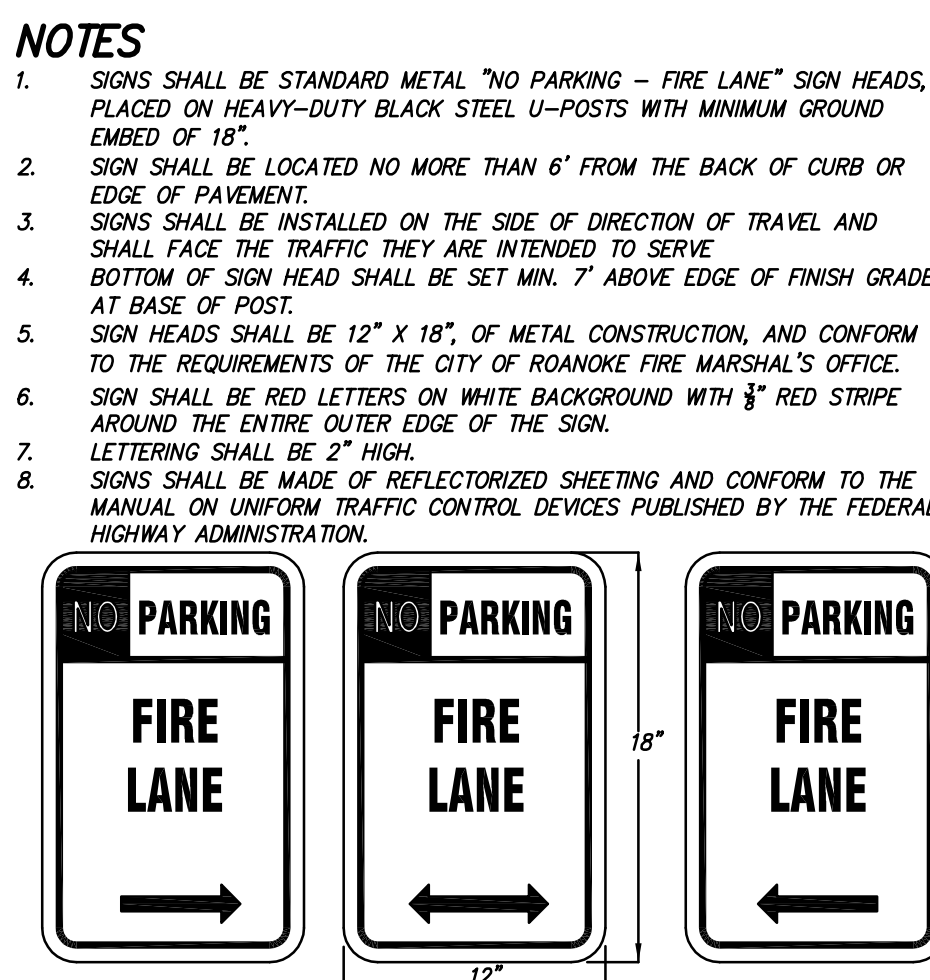 NOTES
1. SIGNS SHALL BE STANDARD METAL "NO PARKING – FIRE LANE" SIGN HEADS,
PLACED ON HEAVY–DUTY BLACK STEEL U–POSTS WITH MINIMUM GROUND
EMBED OF 18".
2. SIGN SHALL BE LOCATED NO MORE THAN 6' FROM THE BACK OF CURB OR
EDGE OF PAVEMENT.
3. SIGNS SHALL BE INSTALLED ON THE SIDE OF DIRECTION OF TRAVEL AND
SHALL FACE THE TRAFFIC THEY ARE INTENDED TO SERVE
4. BOTTOM OF SIGN HEAD SHALL BE SET MIN. 7' ABOVE EDGE OF FINISH GRADE
AT BASE OF POST.
5. SIGN HEADS SHALL BE 12" X 18", OF METAL CONSTRUCTION, AND CONFORM
TO THE REQUIREMENTS OF THE CITY OF ROANOKE FIRE MARSHAL'S OFFICE.
6. SIGN SHALL BE RED LETTERS ON WHITE BACKGROUND WITH 3/8" RED STRIPE
AROUND THE ENTIRE OUTER EDGE OF THE SIGN.
7. LETTERING SHALL BE 2" HIGH.
8. SIGNS SHALL BE MADE OF REFLECTORIZED SHEETING AND CONFORM TO THE
MANUAL ON UNIFORM TRAFFIC CONTROL DEVICES PUBLISHED BY THE FEDERAL
HIGHWAY ADMINISTRATION.
NO PARKING
FIRE
LANE
NO PARKING
FIRE
LANE
18"
12"
NO PARKING
FIRE
LANE